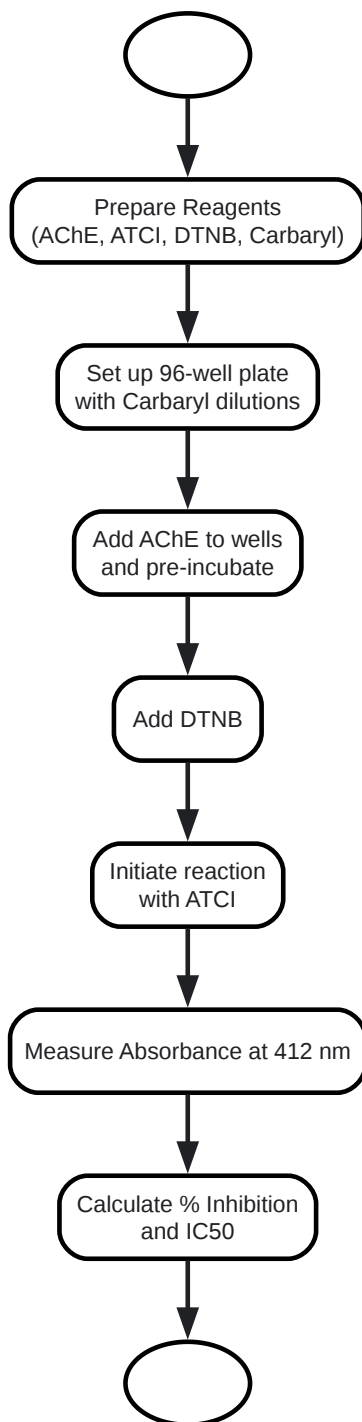 Prepare Reagents
(AChE, ATCI, DTNB, Carbaryl)
Set up 96-well plate
with Carbaryl dilutions
Add AChE to wells
and pre-incubate
Add DTNB
Initiate reaction
with ATCI
Measure Absorbance at 412 nm
Calculate % Inhibition
and IC50